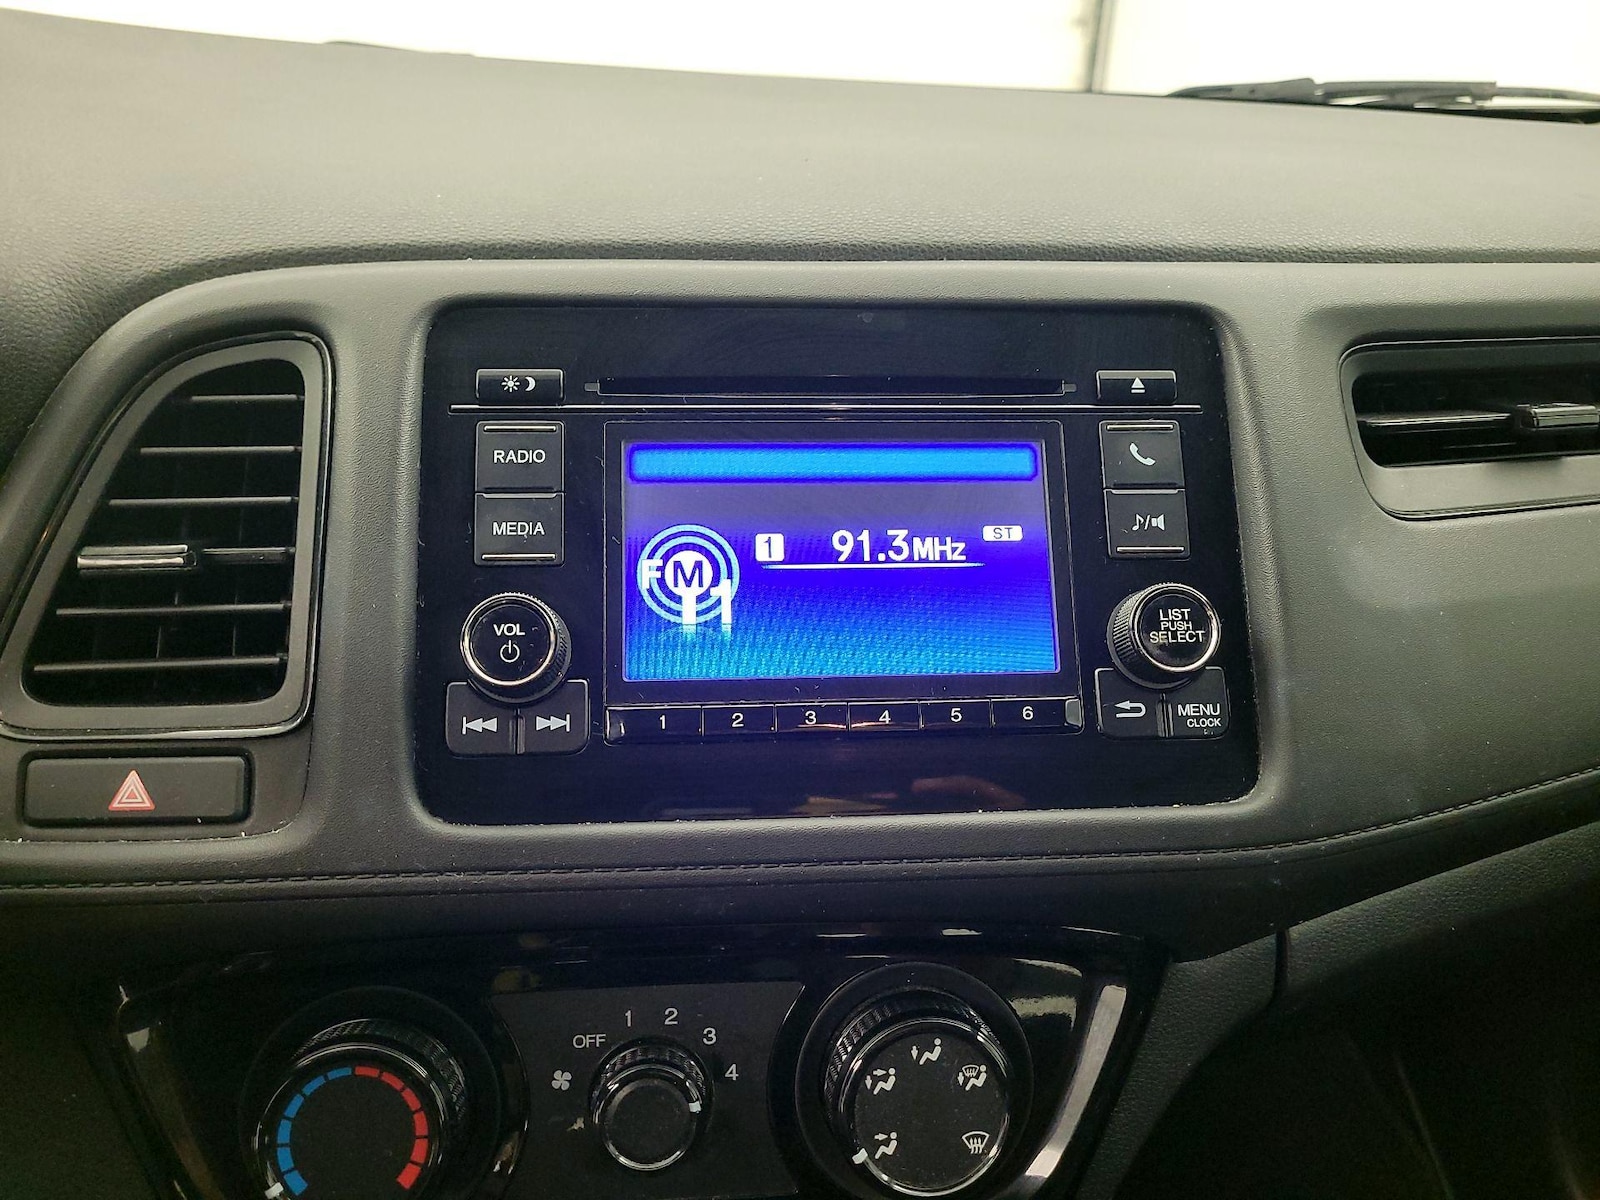 RADIO
MEDIA
VOL
1 91.3MHz ST
FM
1
LIST
PUSH
SELECT
1 2 3 4 5 6
MENU
CLOCK
OFF 1 2 3 4